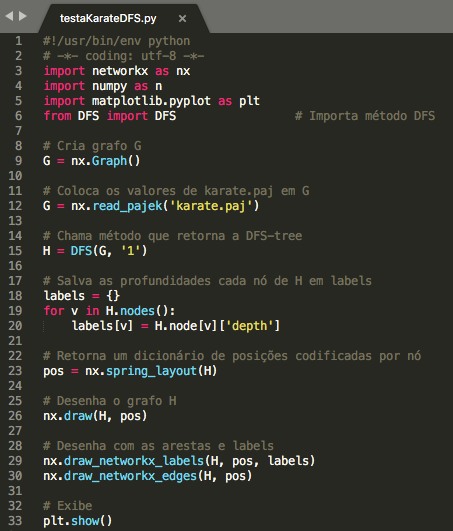 testaKarateDFS.py ×
1 #!/usr/bin/env python
2 # -*- coding: utf-8 -*-
3 import networkx as nx
4 import numpy as n
5 import matplotlib.pyplot as plt
6 from DFS import DFS # Importa método DFS
7
8 # Cria grafo G
9 G = nx.Graph()
10
11 # Coloca os valores de karate.paj em G
12 G = nx.read_pajek('karate.paj')
13
14 # Chama método que retorna a DFS-tree
15 H = DFS(G, '1')
16
17 # Salva as profundidades cada nó de H em labels
18 labels = {}
19 for v in H.nodes():
20     labels[v] = H.node[v]['depth']
21
22 # Retorna um dicionário de posições codificadas por nó
23 pos = nx.spring_layout(H)
24
25 # Desenha o grafo H
26 nx.draw(H, pos)
27
28 # Desenha com as arestas e labels
29 nx.draw_networkx_labels(H, pos, labels)
30 nx.draw_networkx_edges(H, pos)
31
32 # Exibe
33 plt.show()